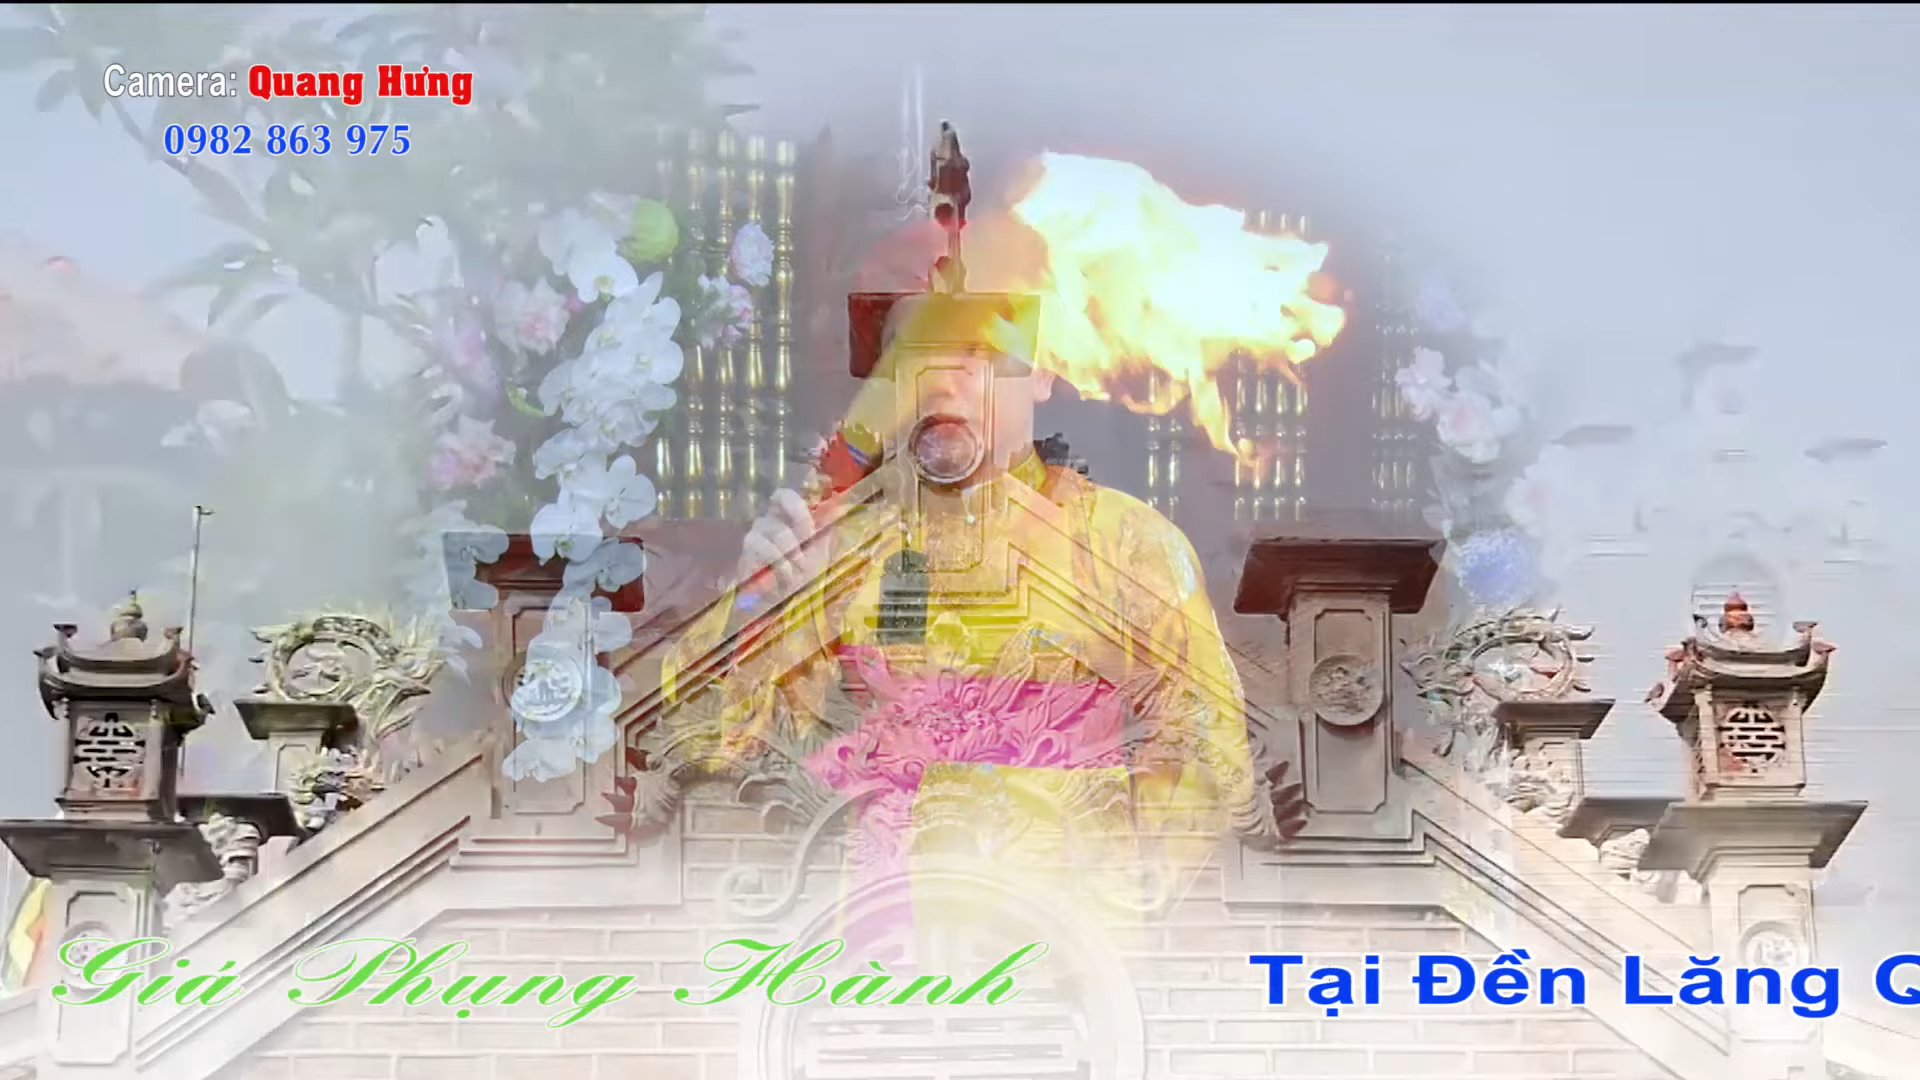 Camera: Quang Hưng
0982 863 975
Giá Phụng Hành
Tại Đền Lăng Q